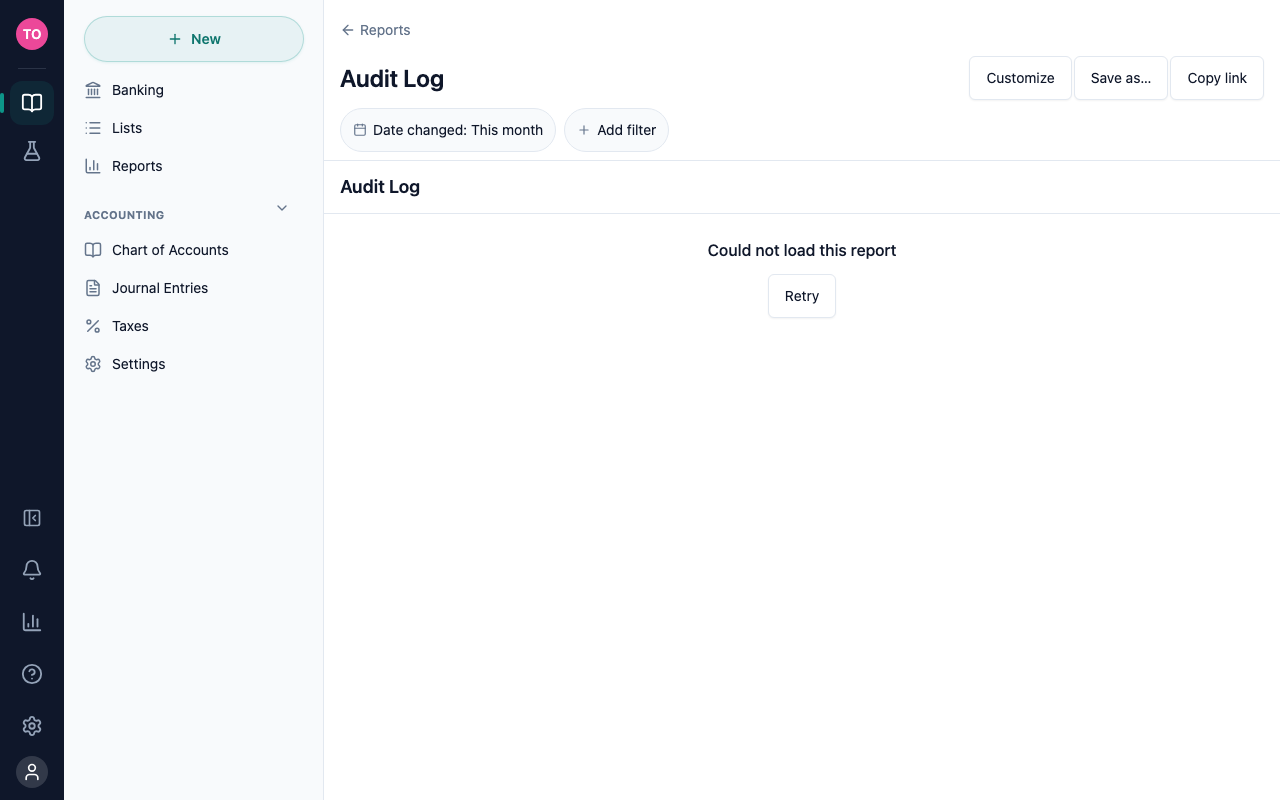 TO
New
Banking
Lists
Reports
ACCOUNTING
Chart of Accounts
Journal Entries
Taxes
Settings
Reports
Audit Log
Customize
Save as...
Copy link
Date changed: This month
Add filter
Audit Log
Could not load this report
Retry